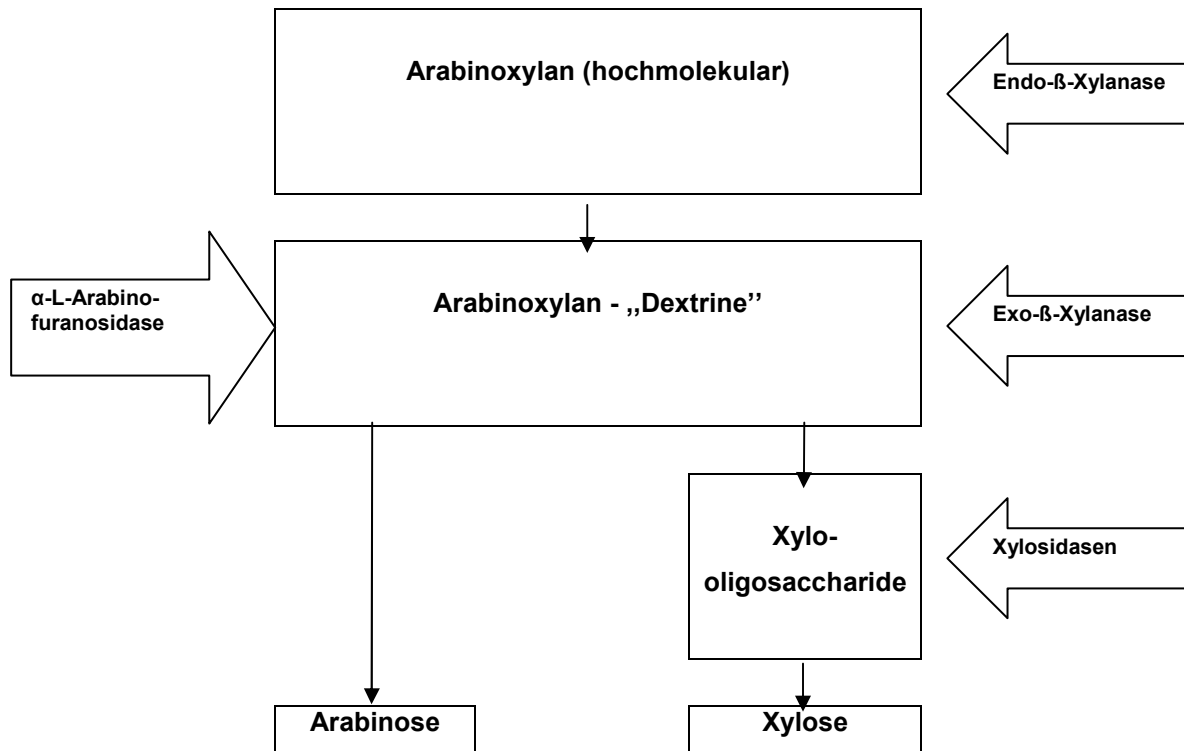 Arabinoxylan (hochmolekular)
Endo-ß-Xylanase
α-L-Arabino-
furanosidase
Arabinoxylan - ,,Dextrine’’
Exo-ß-Xylanase
Xylo-
oligosaccharide
Xylosidasen
Arabinose
Xylose